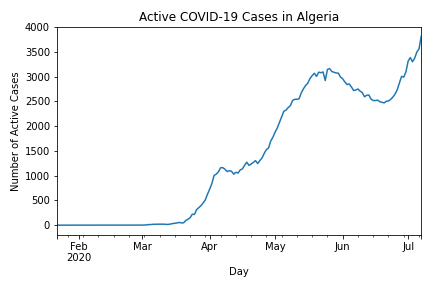 Active COVID-19 Cases in Algeria
Number of Active Cases
4000
3500
3000
2500
2000
1500
1000
500
0
Feb Mar Apr May Jun Jul
2020
Day